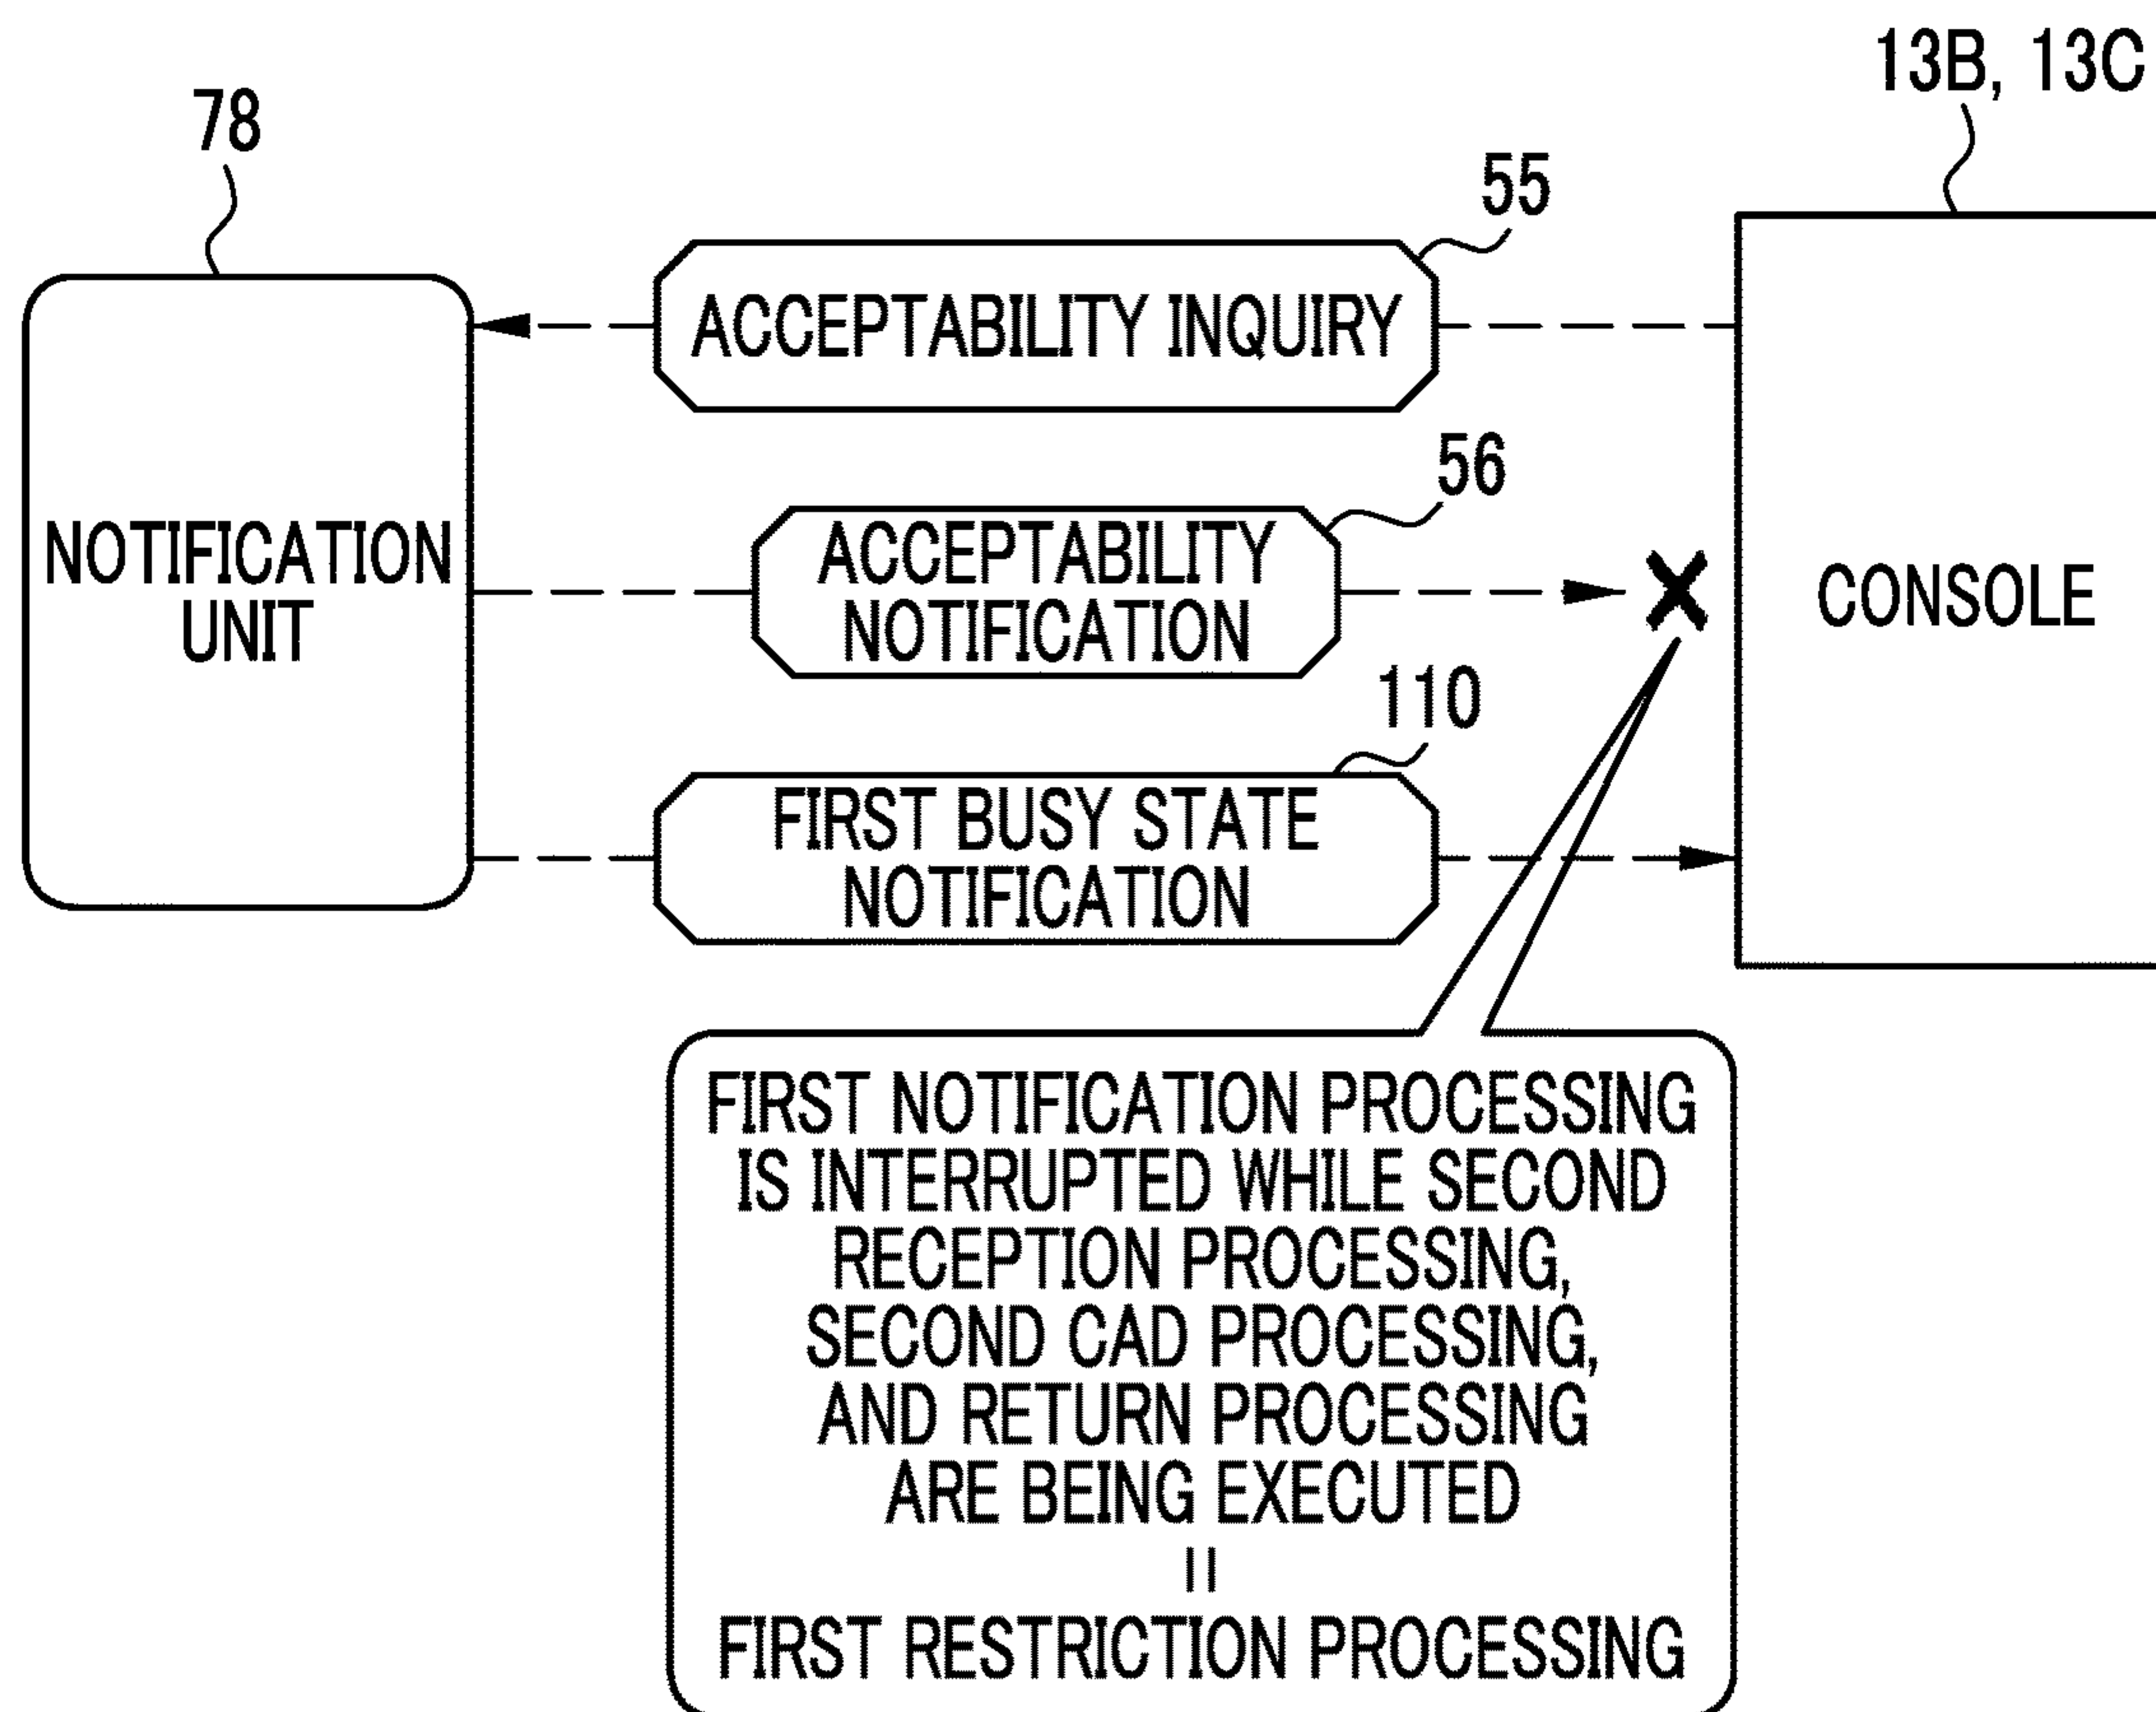 13B, 13C
78
55
ACCEPTABILITY INQUIRY
56
NOTIFICATION
UNIT
ACCEPTABILITY
NOTIFICATION
CONSOLE
110
FIRST BUSY STATE
NOTIFICATION
FIRST NOTIFICATION PROCESSING
IS INTERRUPTED WHILE SECOND
RECEPTION PROCESSING,
SECOND CAD PROCESSING,
AND RETURN PROCESSING
ARE BEING EXECUTED
=
FIRST RESTRICTION PROCESSING